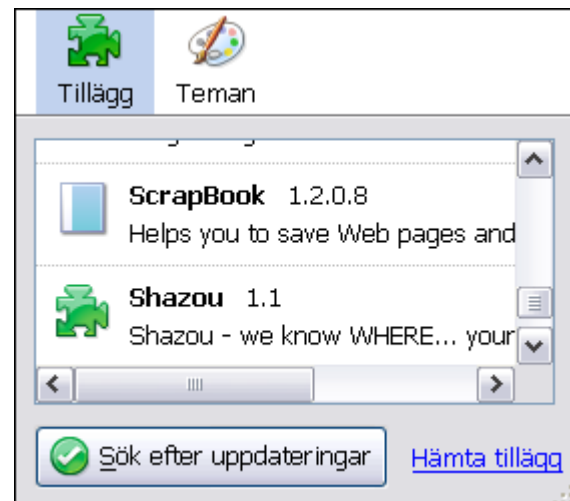 Tillägg Teman
ScrapBook 1.2.0.8
Helps you to save Web pages and
Shazou 1.1
Shazou - we know WHERE... your
Sök efter uppdateringar Hämta tillägg